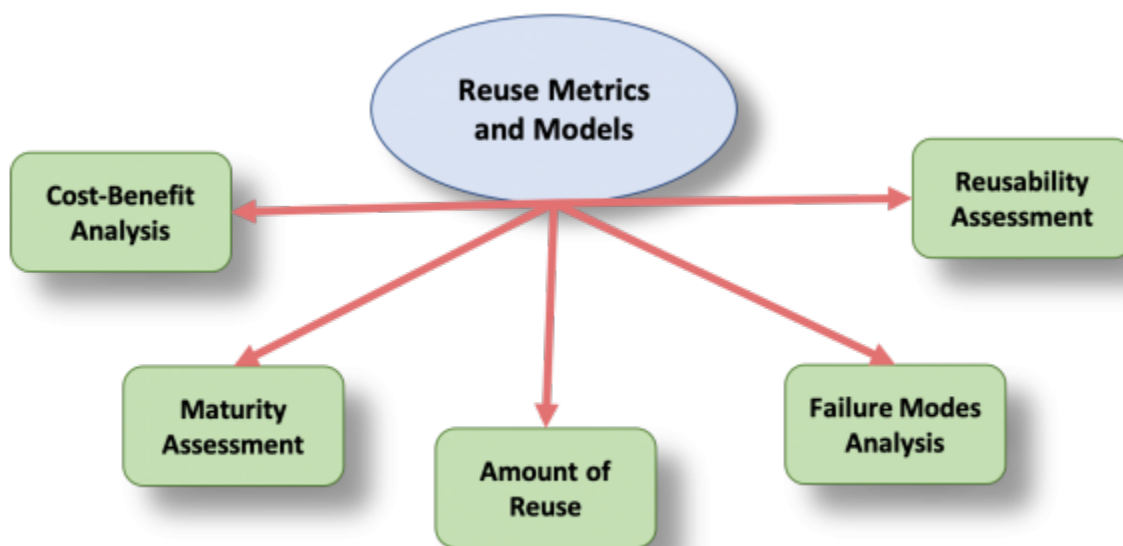 Reuse Metrics
and Models
Cost-Benefit
Analysis
Reusability
Assessment
Maturity
Assessment
Amount of
Reuse
Failure Modes
Analysis